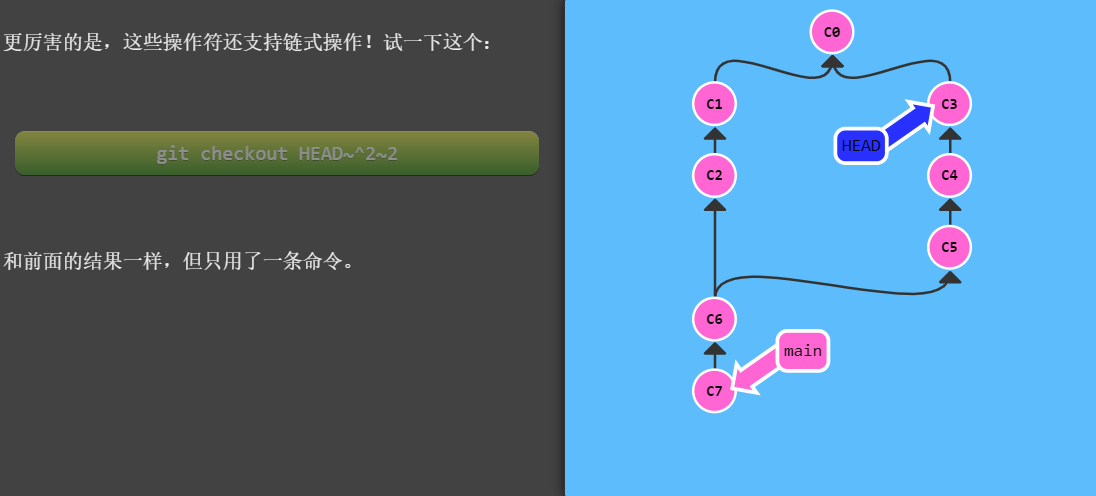 更厉害的是，这些操作符还支持链式操作！试一下这个：
git checkout HEAD~^2~2
和前面的结果一样，但只用了一条命令。
C0
C1
C3
HEAD
C2
C4
C5
C6
main
C7